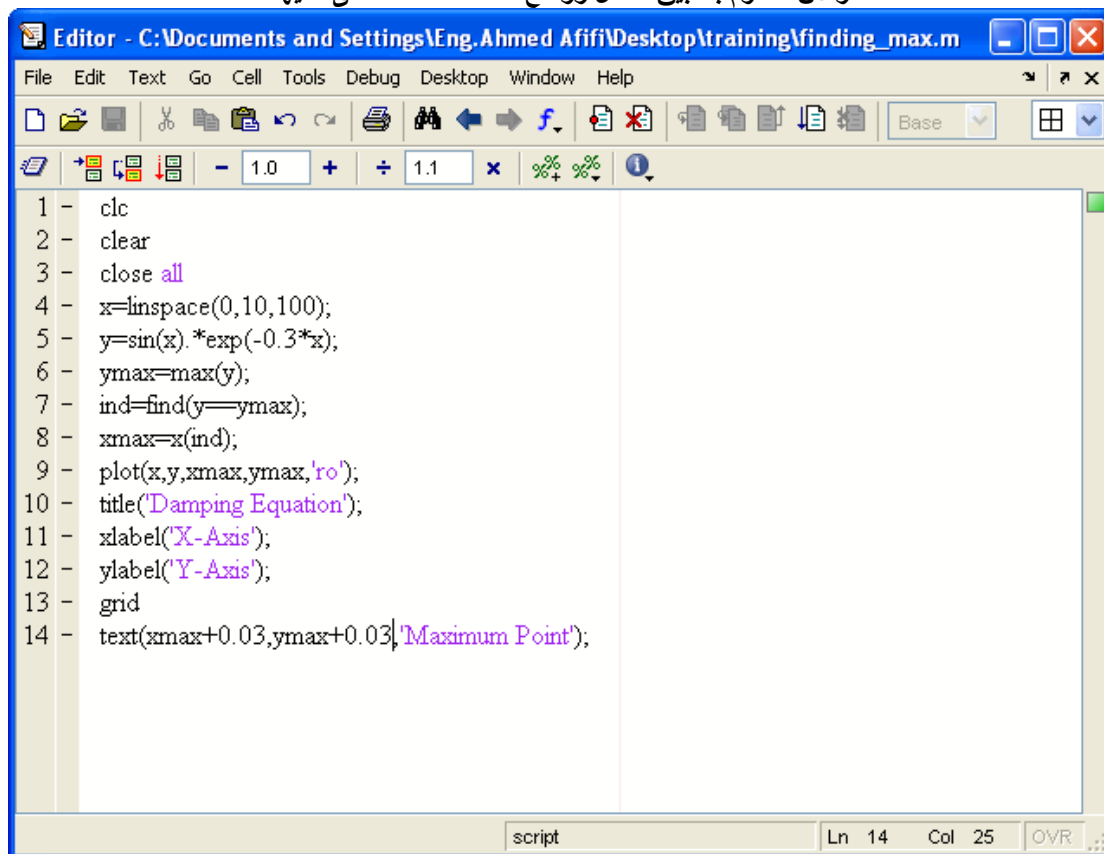 Editor - C:\Documents and Settings\Eng.Ahmed Afifi\Desktop\training\finding_max.m
File Edit Text Go Cell Tools Debug Desktop Window Help
Base
- 1.0 + ÷ 1.1 ×
1 - clc
2 - clear
3 - close all
4 - x=linspace(0,10,100);
5 - y=sin(x).*exp(-0.3*x);
6 - ymax=max(y);
7 - ind=find(y==ymax);
8 - xmax=x(ind);
9 - plot(x,y,xmax,ymax,'ro');
10 - title('Damping Equation');
11 - xlabel('X-Axis');
12 - ylabel('Y-Axis');
13 - grid
14 - text(xmax+0.03,ymax+0.03,'Maximum Point');
script Ln 14 Col 25 OVR